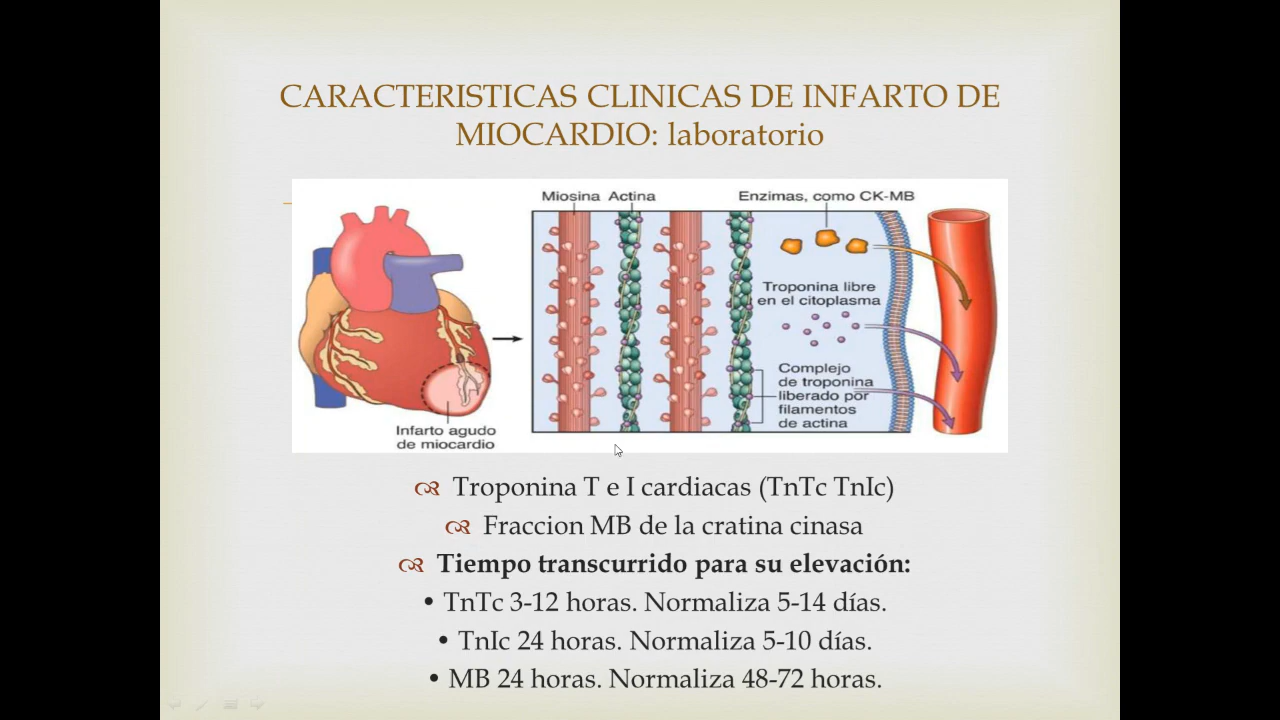 CARACTERISTICAS CLINICAS DE INFARTO DE
MIOCARDIO: laboratorio
Miosina Actina
Enzimas, como CK-MB
Troponina libre
en el citoplasma
Complejo
de troponina
liberado por
filamentos
de actina
Infarto agudo
de miocardio
Troponina T e I cardiacas (TnTc TnIc)
Fraccion MB de la cratina cinasa
Tiempo transcurrido para su elevación:
• TnTc 3-12 horas. Normaliza 5-14 días.
• TnIc 24 horas. Normaliza 5-10 días.
• MB 24 horas. Normaliza 48-72 horas.